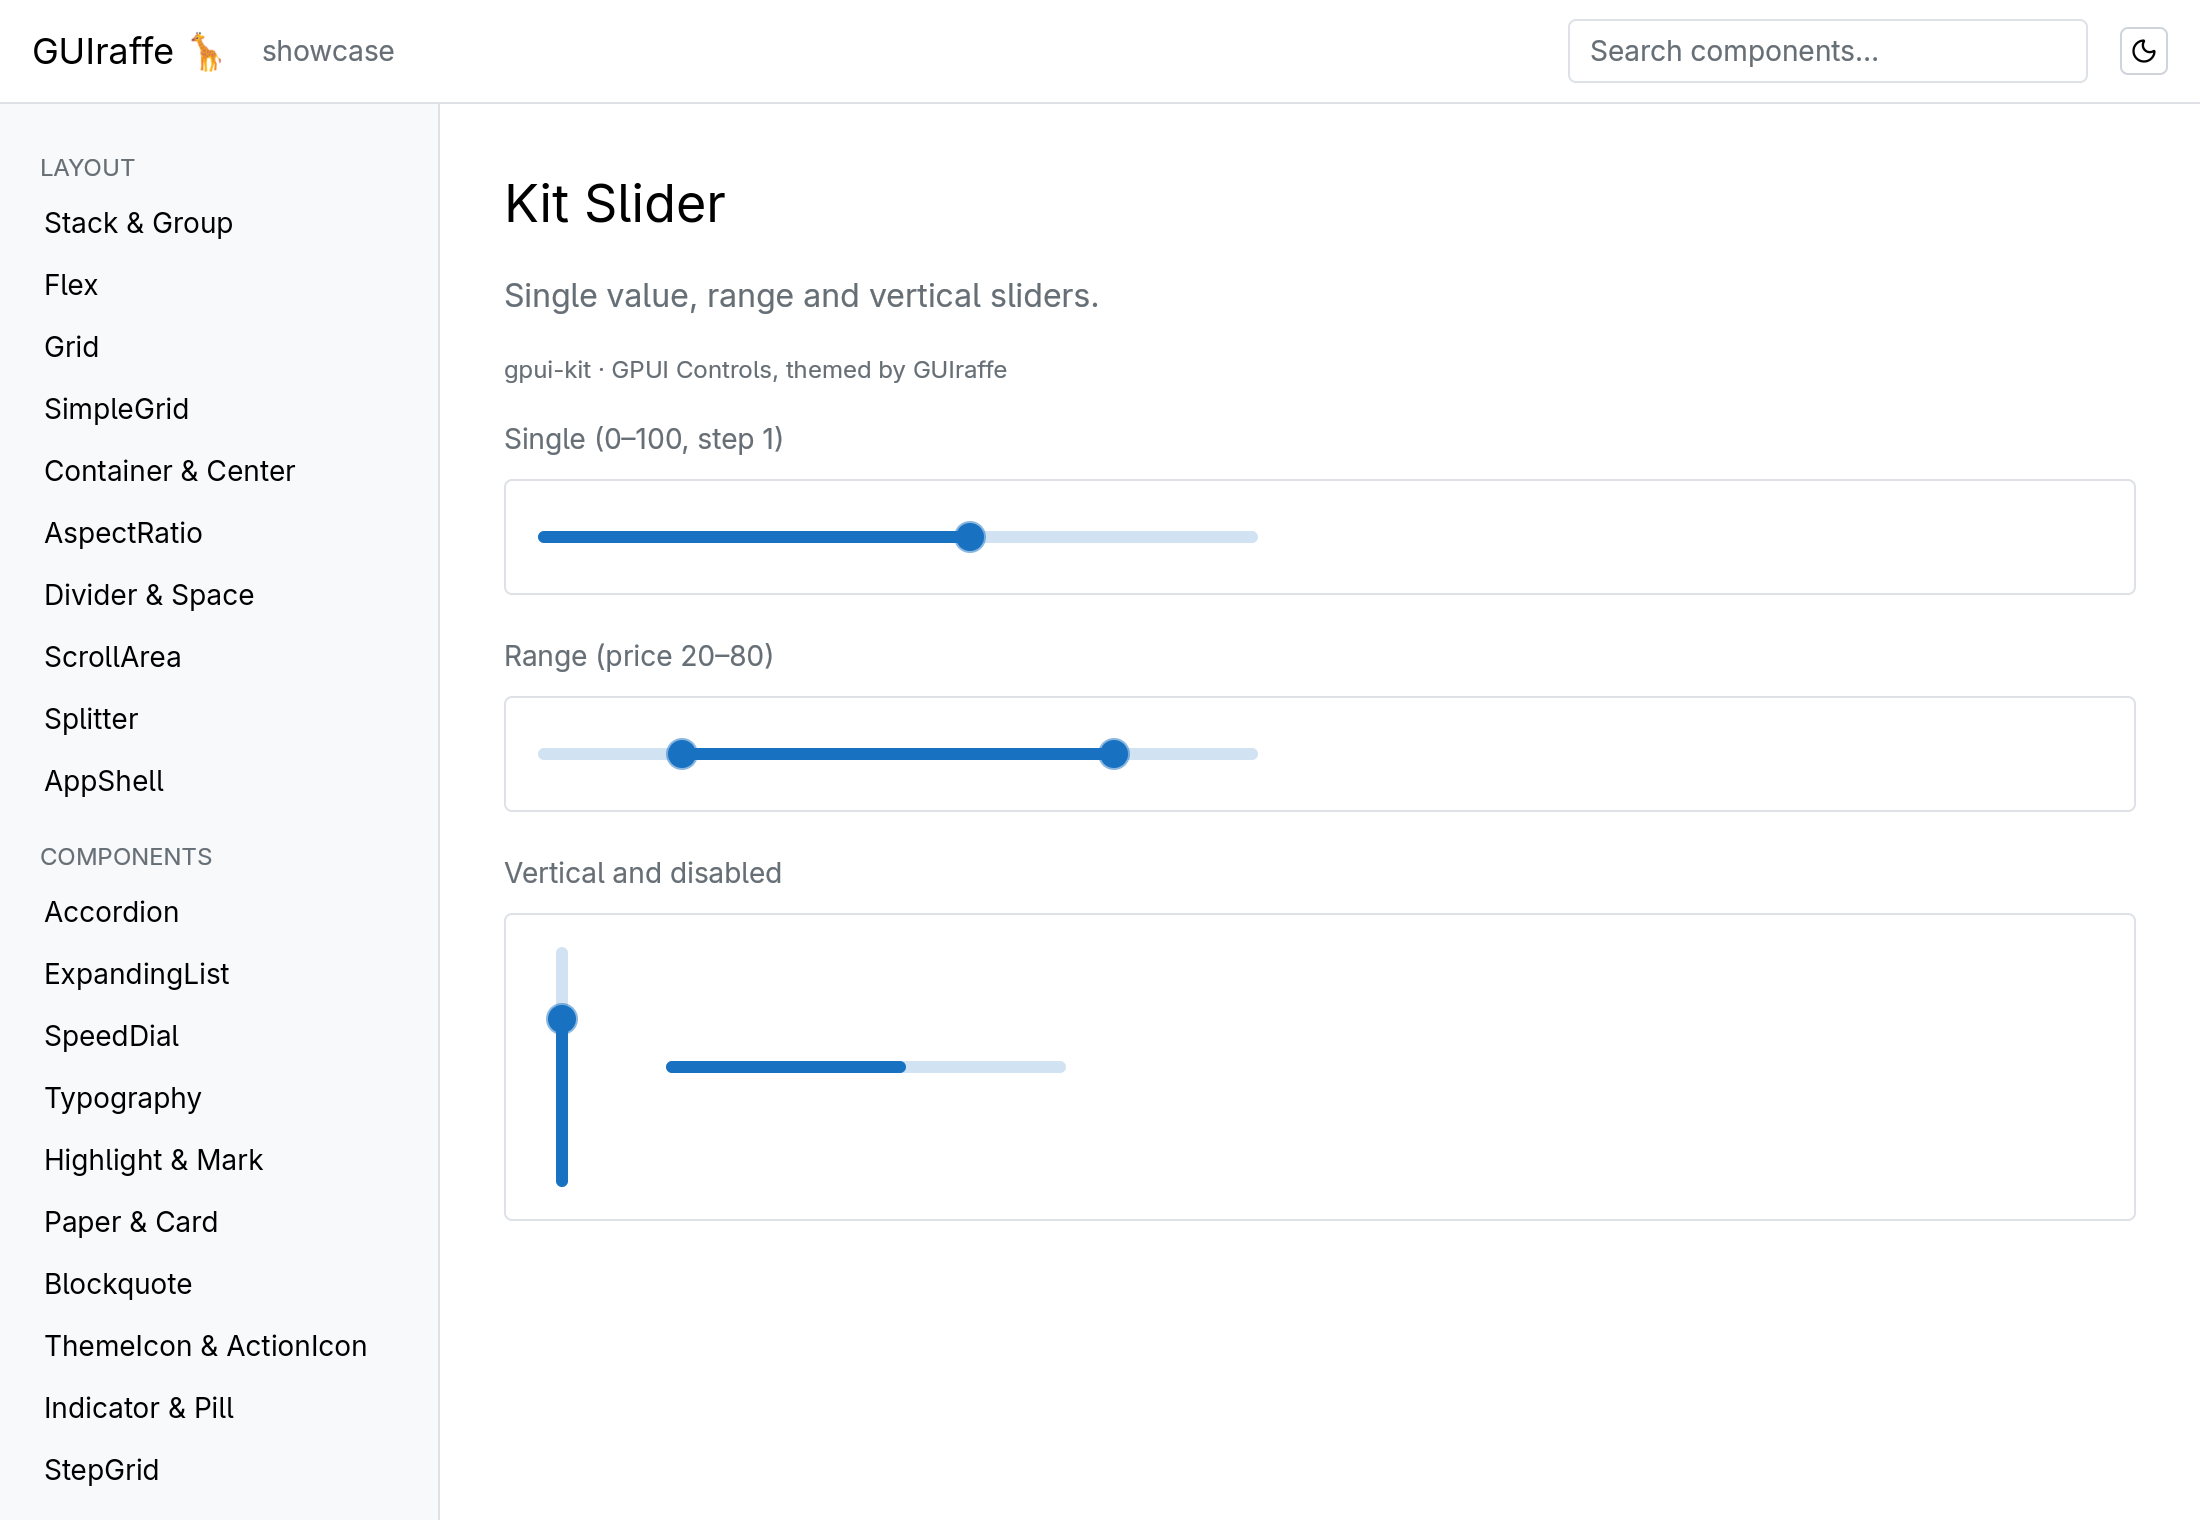 GUIraffe 🦒 showcase
Search components...
LAYOUT
Stack & Group
Flex
Grid
SimpleGrid
Container & Center
AspectRatio
Divider & Space
ScrollArea
Splitter
AppShell
COMPONENTS
Accordion
ExpandingList
SpeedDial
Typography
Highlight & Mark
Paper & Card
Blockquote
ThemeIcon & ActionIcon
Indicator & Pill
StepGrid
Kit Slider
Single value, range and vertical sliders.
gpui-kit · GPUI Controls, themed by GUIraffe
Single (0–100, step 1)
Range (price 20–80)
Vertical and disabled